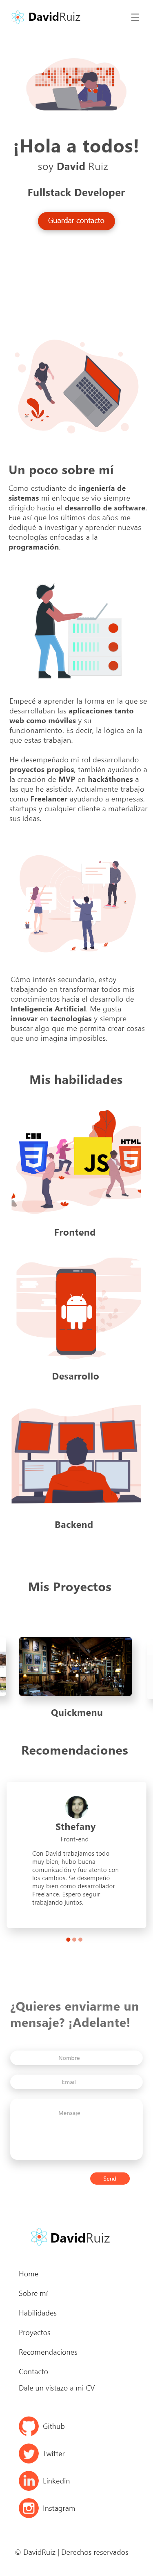 DavidRuiz
¡Hola a todos!
soy David Ruiz
Fullstack Developer
Guardar contacto
Un poco sobre mí
Como estudiante de ingeniería de
sistemas mi enfoque se vio siempre
dirigido hacia el desarrollo de software.
Fue así que los últimos dos años me
dediqué a investigar y aprender nuevas
tecnologías enfocadas a la
programación.
Empecé a aprender la forma en la que se
desarrollaban las aplicaciones tanto
web como móviles y su
funcionamiento. Es decir, la lógica en la
que estas trabajan.
He desempeñado mi rol desarrollando
proyectos propios, también ayudando a
la creación de MVP en hackáthones a
las que he asistido. Actualmente trabajo
como Freelancer ayudando a empresas,
startups y cualquier cliente a materializar
sus ideas.
Cómo interés secundario, estoy
trabajando en transformar todos mis
conocimientos hacia el desarrollo de
Inteligencia Artificial. Me gusta
innovar en tecnologías y siempre
buscar algo que me permita crear cosas
que uno imagina imposibles.
Mis habilidades
CSS
HTML
JS
Frontend
Desarrollo
Backend
Mis Proyectos
Quickmenu
Recomendaciones
Sthefany
Front-end
Con David trabajamos todo
muy bien, hubo buena
comunicación y fue atento con
los cambios. Se desempeñó
muy bien como desarrollador
Freelance. Espero seguir
trabajando juntos.
¿Quieres enviarme un
mensaje? ¡Adelante!
Nombre
Email
Mensaje
Send
DavidRuiz
Home
Sobre mí
Habilidades
Proyectos
Recomendaciones
Contacto
Dale un vistazo a mi CV
Github
Twitter
Linkedin
Instagram
© DavidRuiz | Derechos reservados